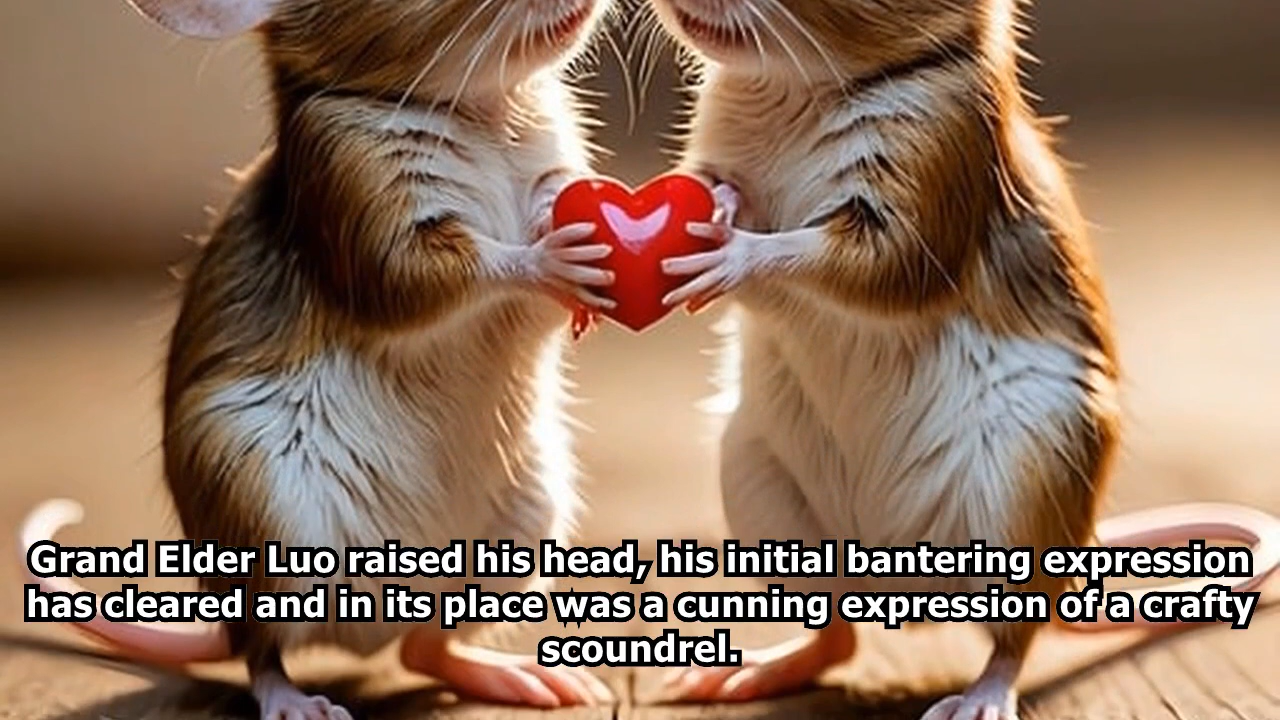 Grand Elder Luo raised his head, his initial bantering expression
has cleared and in its place was a cunning expression of a crafty
scoundrel.